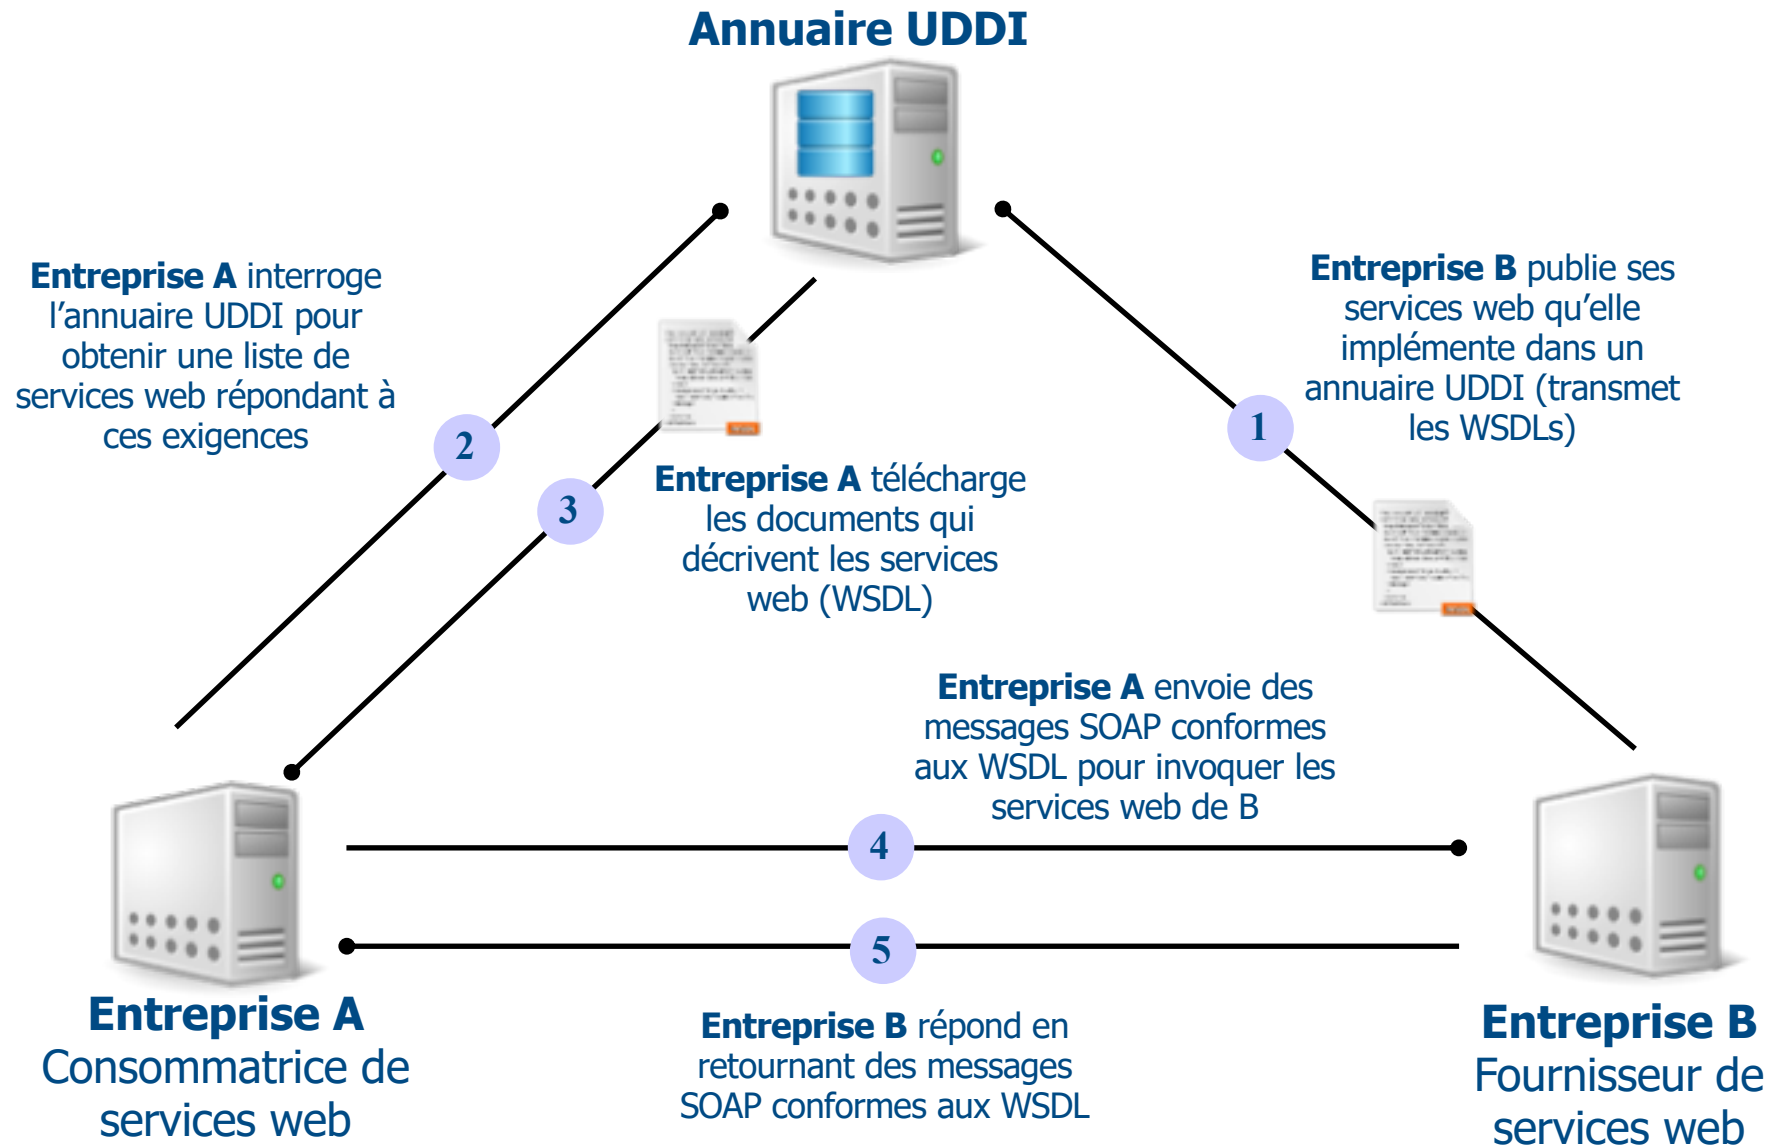 Annuaire UDDI
Entreprise A interroge
l’annuaire UDDI pour
obtenir une liste de
services web répondant à
ces exigences
2
Entreprise B publie ses
services web qu’elle
implémente dans un
annuaire UDDI (transmet
les WSDLs)
1
3
Entreprise A télécharge
les documents qui
décrivent les services
web (WSDL)
Entreprise A envoie des
messages SOAP conformes
aux WSDL pour invoquer les
services web de B
4
5
Entreprise B répond en
retournant des messages
SOAP conformes aux WSDL
Entreprise A
Consommatrice de
services web
Entreprise B
Fournisseur de
services web